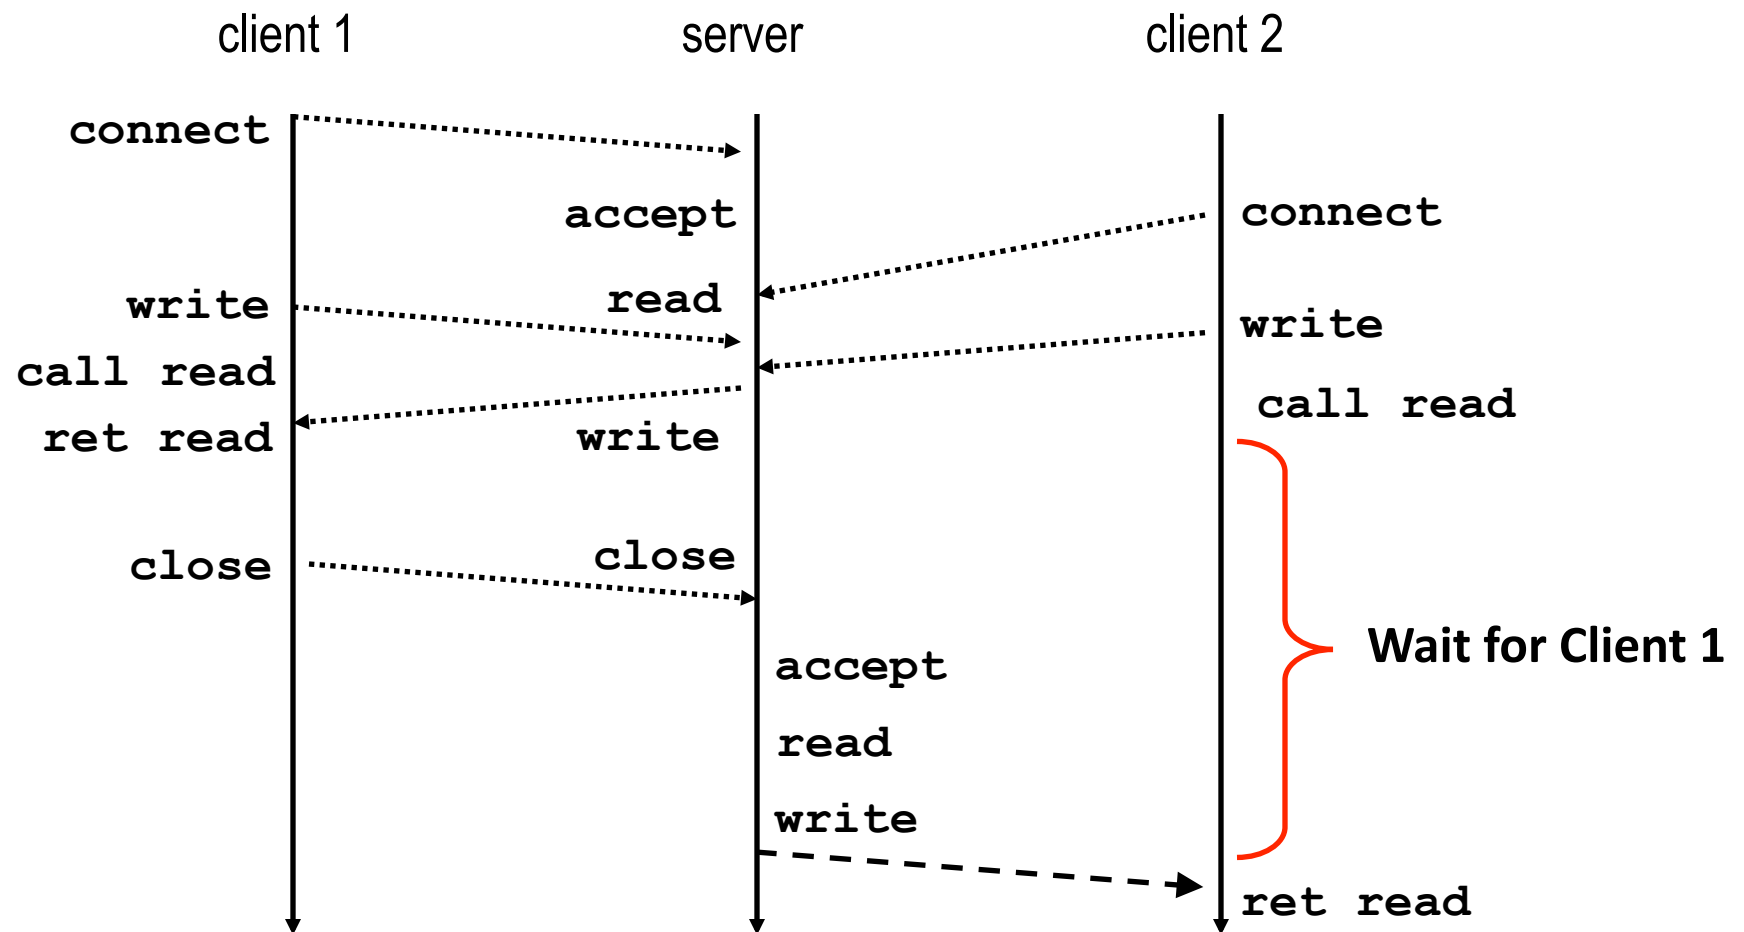 client 1
server
client 2
connect
accept
connect
write
read
write
call read
call read
ret read
write
close
close
Wait for Client 1
accept
read
write
ret read